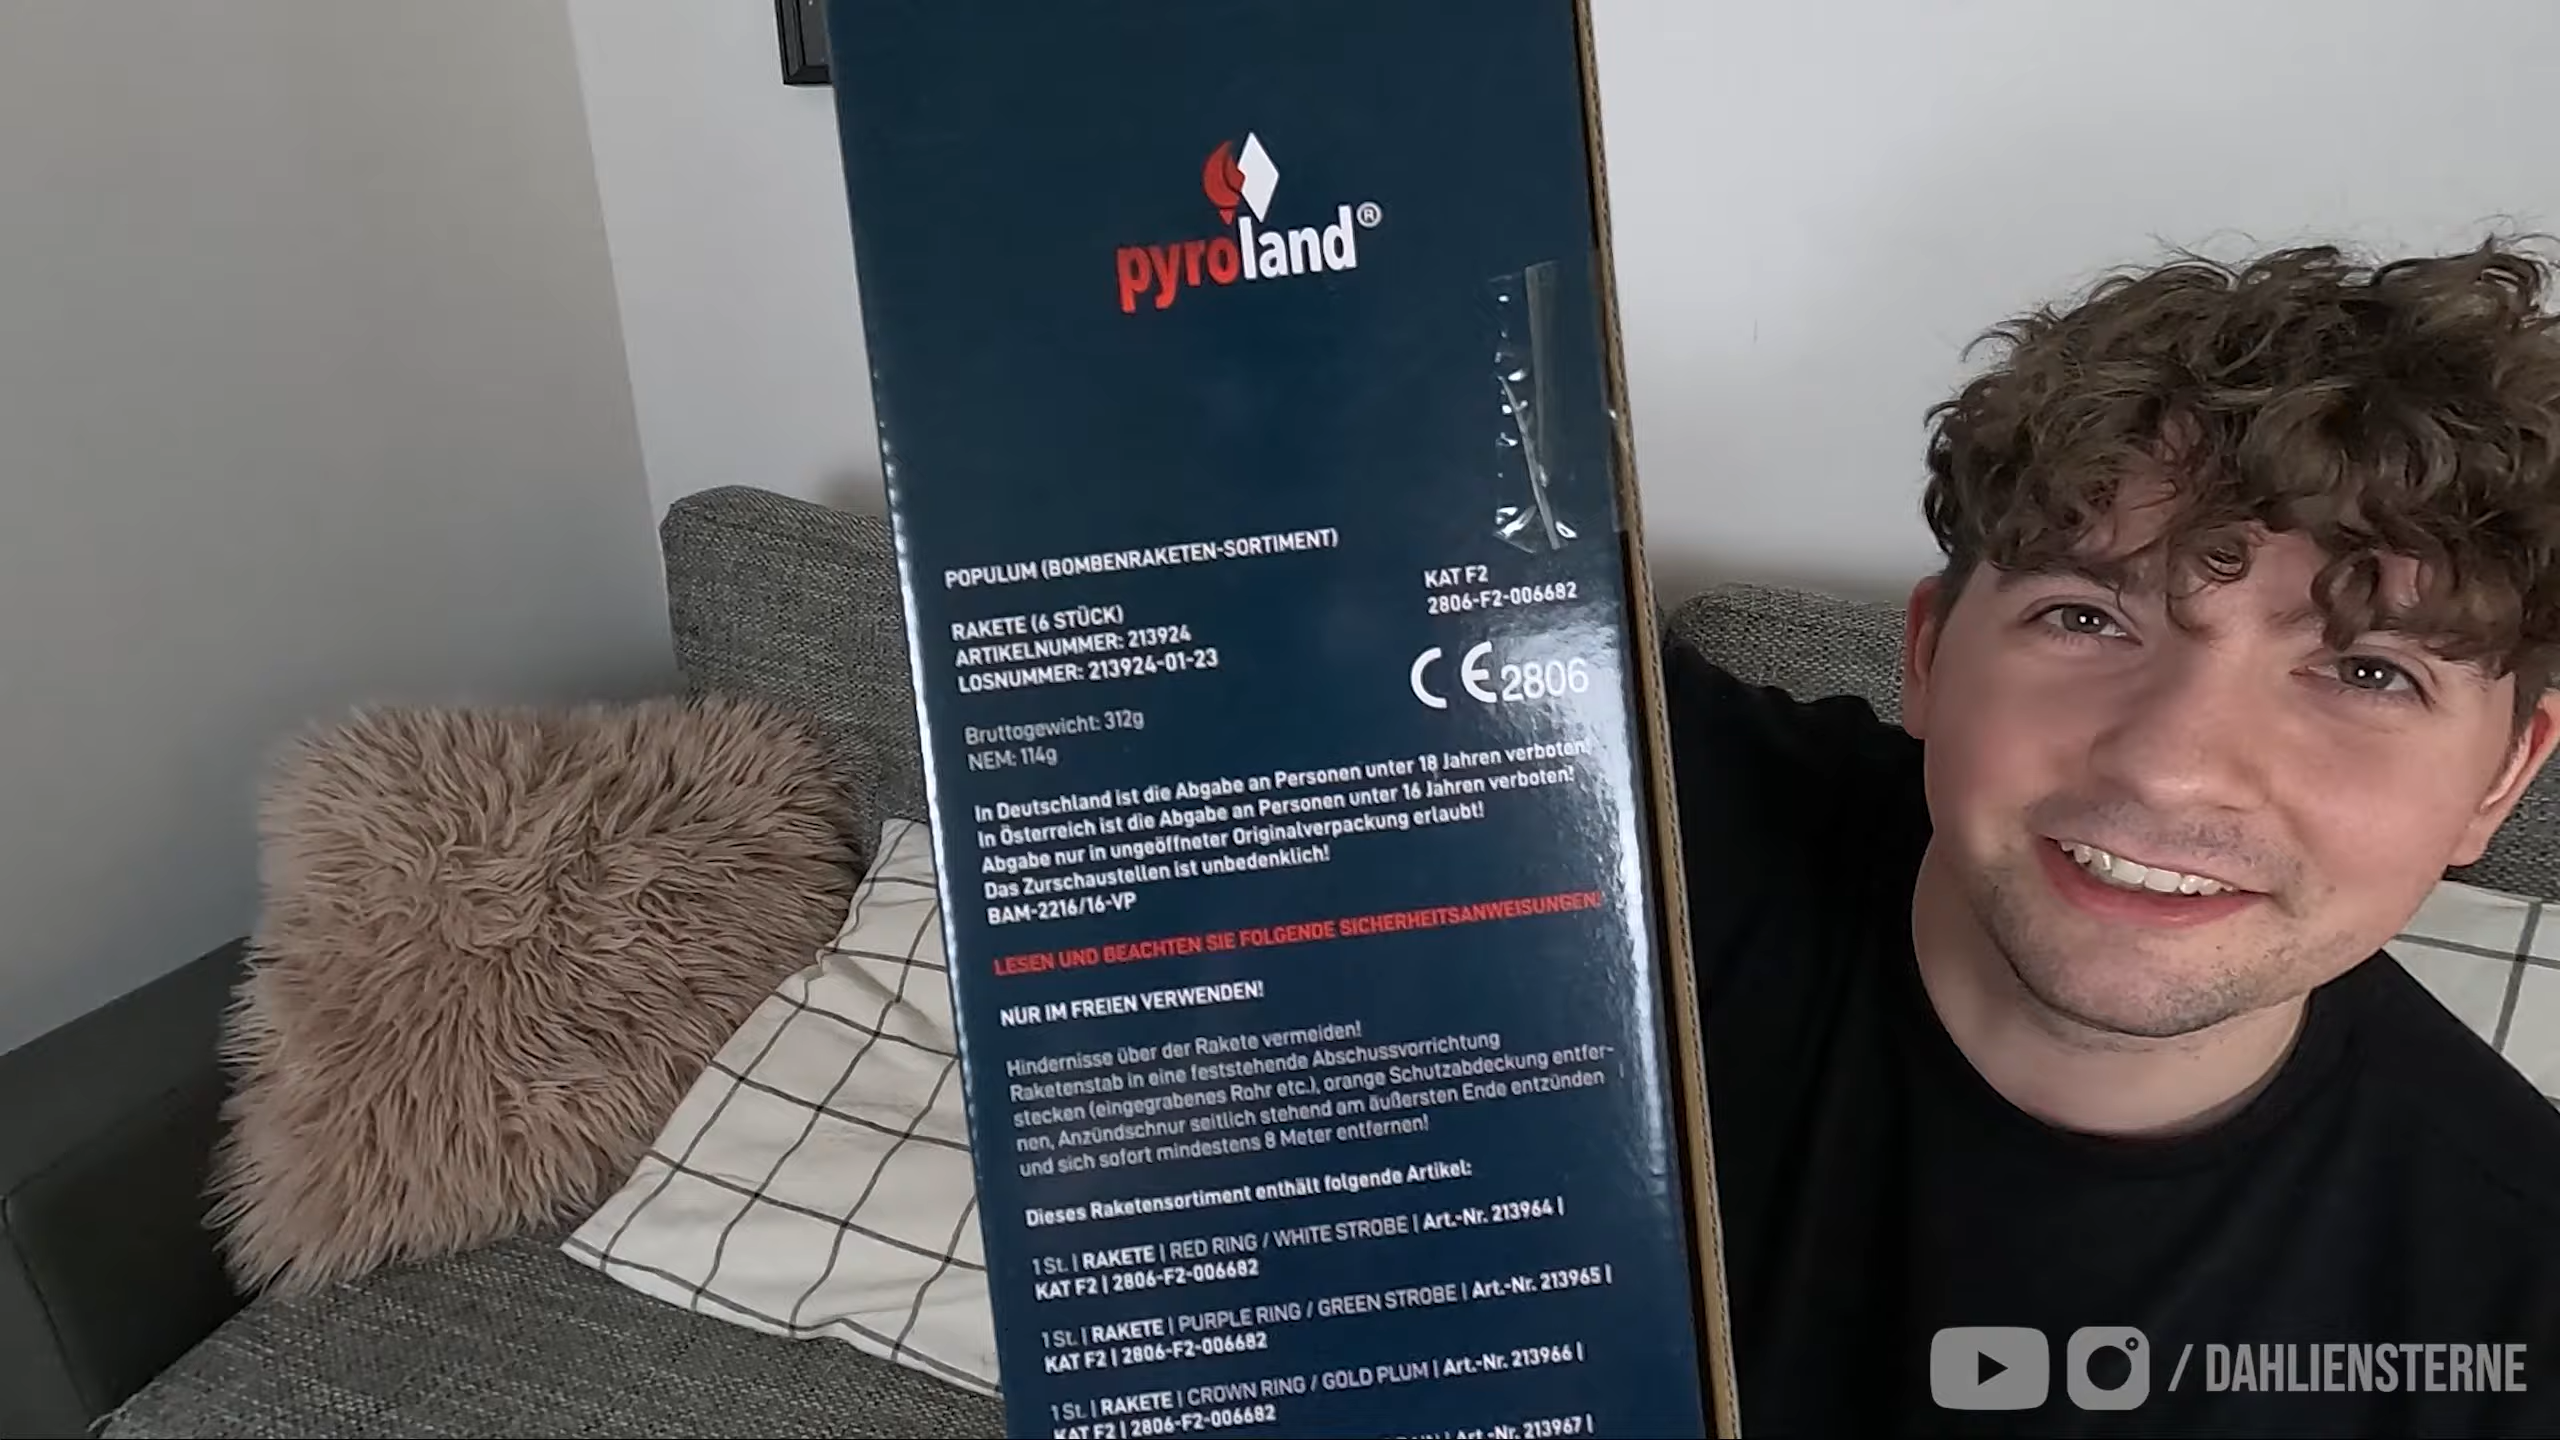 pyroland®
POPULUM (BOMBENRAKETEN-SORTIMENT)
RAKETE (6 STÜCK)
ARTIKELNUMMER: 213924
LOSNUMMER: 213924-01-23
KAT F2
2806-F2-006682
CE 2806
Bruttogewicht: 312g
NEM: 114g
In Deutschland ist die Abgabe an Personen unter 18 Jahren verboten!
In Österreich ist die Abgabe an Personen unter 16 Jahren verboten!
Abgabe nur in ungeöffneter Originalverpackung erlaubt!
Das Zurschaustellen ist unbedenklich!
BAM-2216/16-VP
LESEN UND BEACHTEN SIE FOLGENDE SICHERHEITSANWEISUNGEN!
NUR IM FREIEN VERWENDEN!
Hindernisse über der Rakete vermeiden!
Raketenstab in eine feststehende Abschussvorrichtung
stecken (eingegrabenes Rohr etc.), orange Schutzabdeckung entfer-
nen, Anzündschnur seitlich stehend am äußersten Ende entzünden
und sich sofort mindestens 8 Meter entfernen!
Dieses Raketensortiment enthält folgende Artikel:
1 St. | RAKETE | RED RING / WHITE STROBE | Art.-Nr. 213964 |
KAT F2 | 2806-F2-006682
1 St. | RAKETE | PURPLE RING / GREEN STROBE | Art.-Nr. 213965 |
KAT F2 | 2806-F2-006682
1 St. | RAKETE | CROWN RING / GOLD PLUM | Art.-Nr. 213966 |
KAT F2 | 2806-F2-006682
Art.-Nr. 213967 |
/ DAHLIENSTERNE